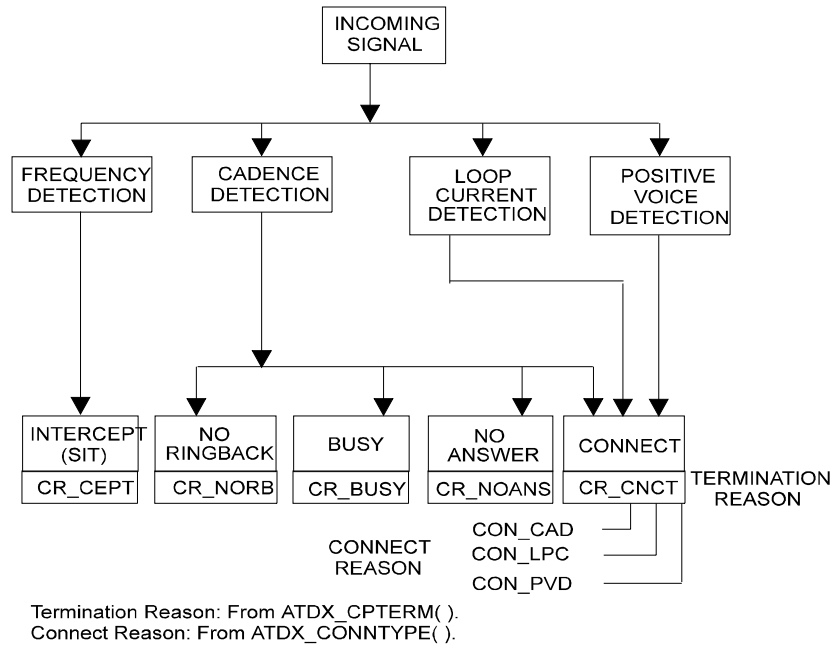 INCOMING
SIGNAL
FREQUENCY
DETECTION
CADENCE
DETECTION
LOOP
CURRENT
DETECTION
POSITIVE
VOICE
DETECTION
INTERCEPT
(SIT)
CR_CEPT
NO
RINGBACK
CR_NORB
BUSY
CR_BUSY
NO
ANSWER
CR_NOANS
CONNECT
CR_CNCT
TERMINATION
REASON
CONNECT
REASON
CON_CAD
CON_LPC
CON_PVD
Termination Reason: From ATDX_CPTERM( ).
Connect Reason: From ATDX_CONNTYPE( ).